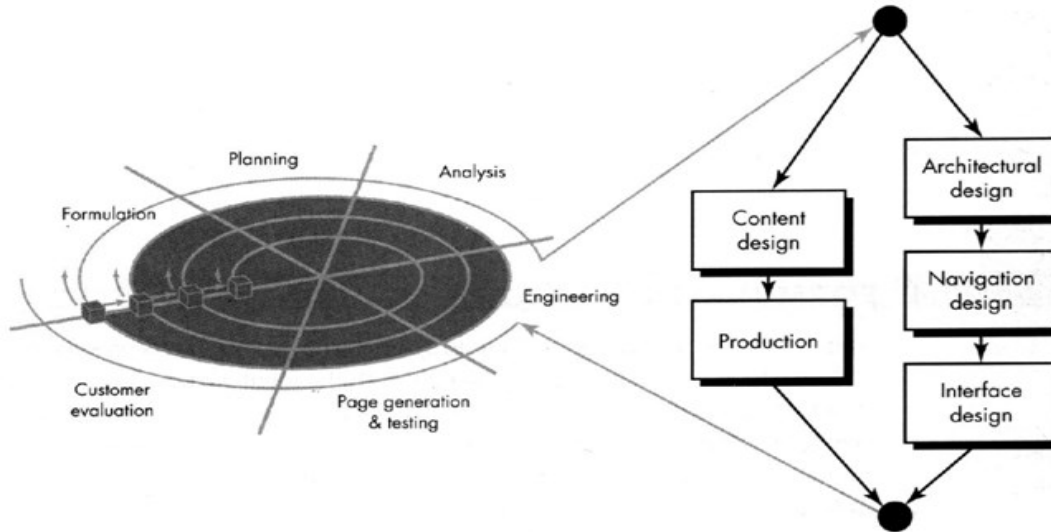 Planning
Analysis
Formulation
Engineering
Customer
evaluation
Page generation
& testing
Content
design
Production
Architectural
design
Navigation
design
Interface
design